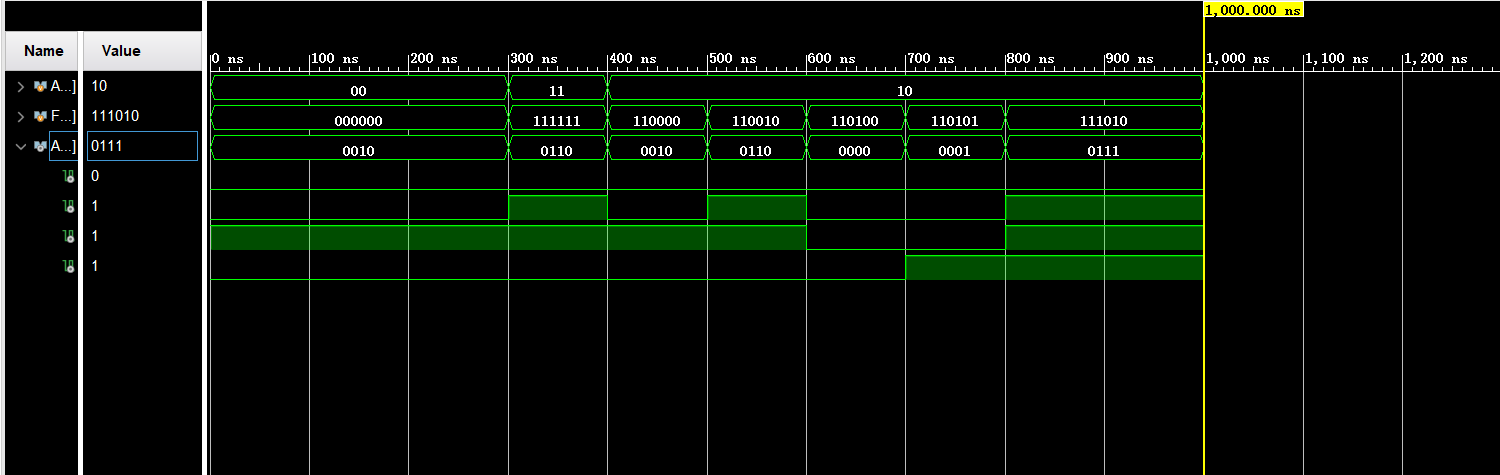 1,000.000 ns
Name Value
0 ns 100 ns 200 ns 300 ns 400 ns 500 ns 600 ns 700 ns 800 ns 900 ns 1,000 ns 1,100 ns 1,200 ns
A...] 10 00 11 10
F...] 111010 000000 111111 110000 110010 110100 110101 111010
A...] 0111 0010 0110 0010 0110 0000 0001 0111
0
1
1
1